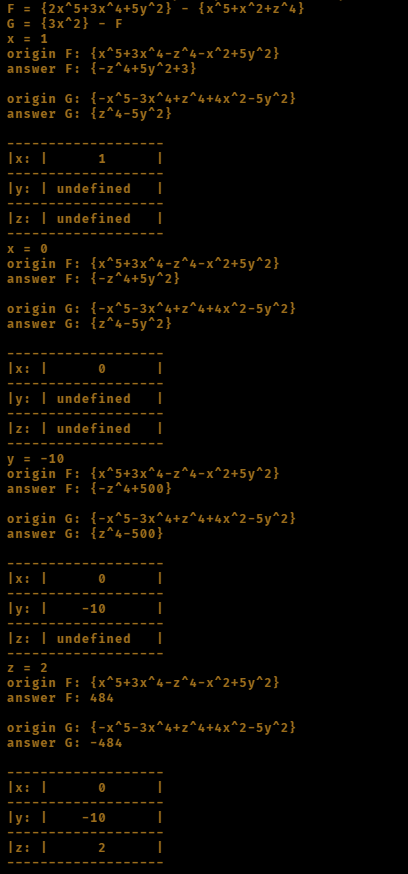 F = {2x^5+3x^4+5y^2} - {x^5+x^2+z^4}
G = {3x^2} - F
x = 1
origin F: {x^5+3x^4-z^4-x^2+5y^2}
answer F: {-z^4+5y^2+3}

origin G: {-x^5-3x^4+z^4+4x^2-5y^2}
answer G: {z^4-5y^2}

-------------------
|x: |      1      |
-------------------
|y: | undefined   |
-------------------
|z: | undefined   |
-------------------
x = 0
origin F: {x^5+3x^4-z^4-x^2+5y^2}
answer F: {-z^4+5y^2}

origin G: {-x^5-3x^4+z^4+4x^2-5y^2}
answer G: {z^4-5y^2}

-------------------
|x: |      0      |
-------------------
|y: | undefined   |
-------------------
|z: | undefined   |
-------------------
y = -10
origin F: {x^5+3x^4-z^4-x^2+5y^2}
answer F: {-z^4+500}

origin G: {-x^5-3x^4+z^4+4x^2-5y^2}
answer G: {z^4-500}

-------------------
|x: |      0      |
-------------------
|y: |    -10      |
-------------------
|z: | undefined   |
-------------------
z = 2
origin F: {x^5+3x^4-z^4-x^2+5y^2}
answer F: 484

origin G: {-x^5-3x^4+z^4+4x^2-5y^2}
answer G: -484

-------------------
|x: |      0      |
-------------------
|y: |    -10      |
-------------------
|z: |      2      |
-------------------